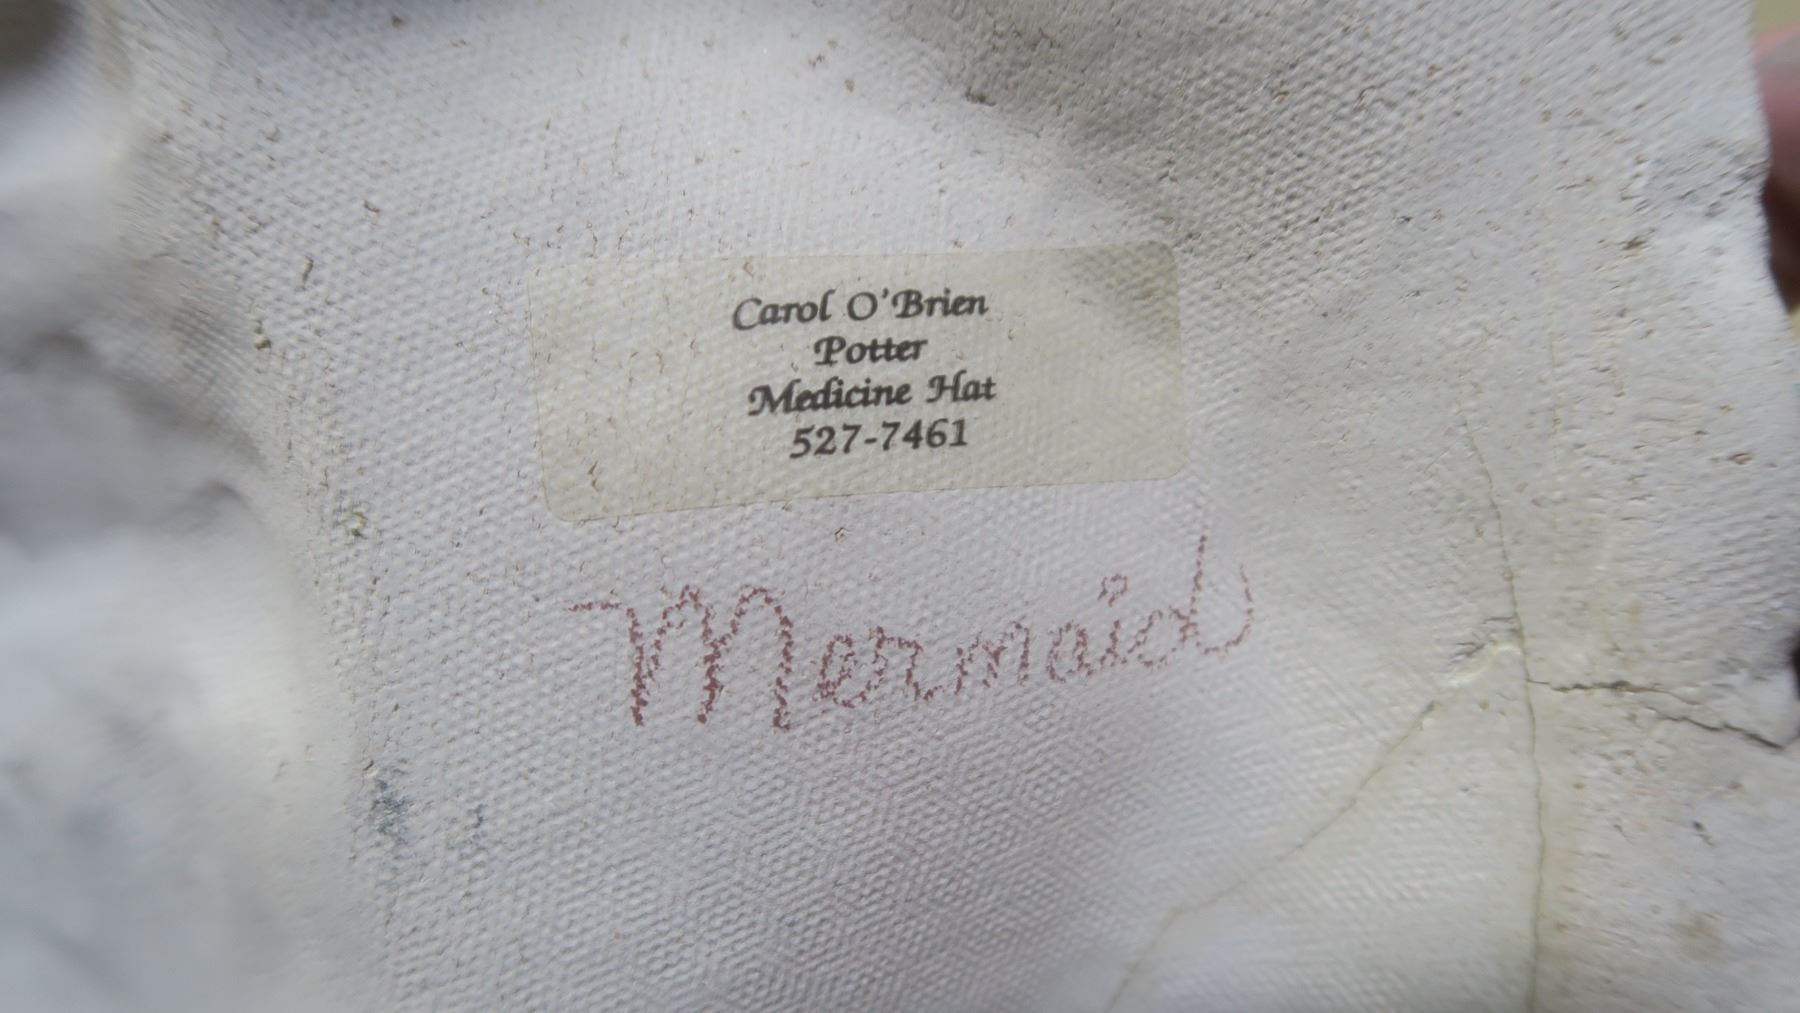 Carol O'Brien
Potter
Medicine Hat
527-7461
Mermaid